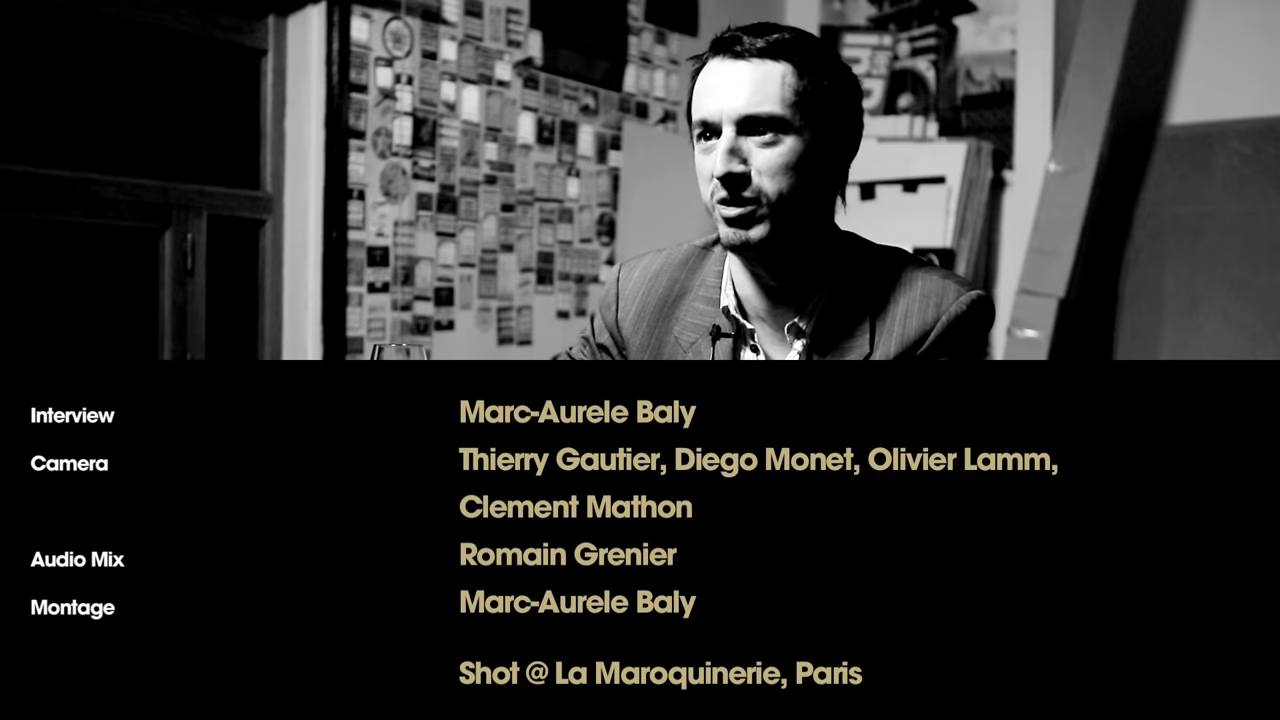 Interview Marc-Aurele Baly
Camera Thierry Gautier, Diego Monet, Olivier Lamm,
Clement Mathon
Audio Mix Romain Grenier
Montage Marc-Aurele Baly
Shot @ La Maroquinerie, Paris